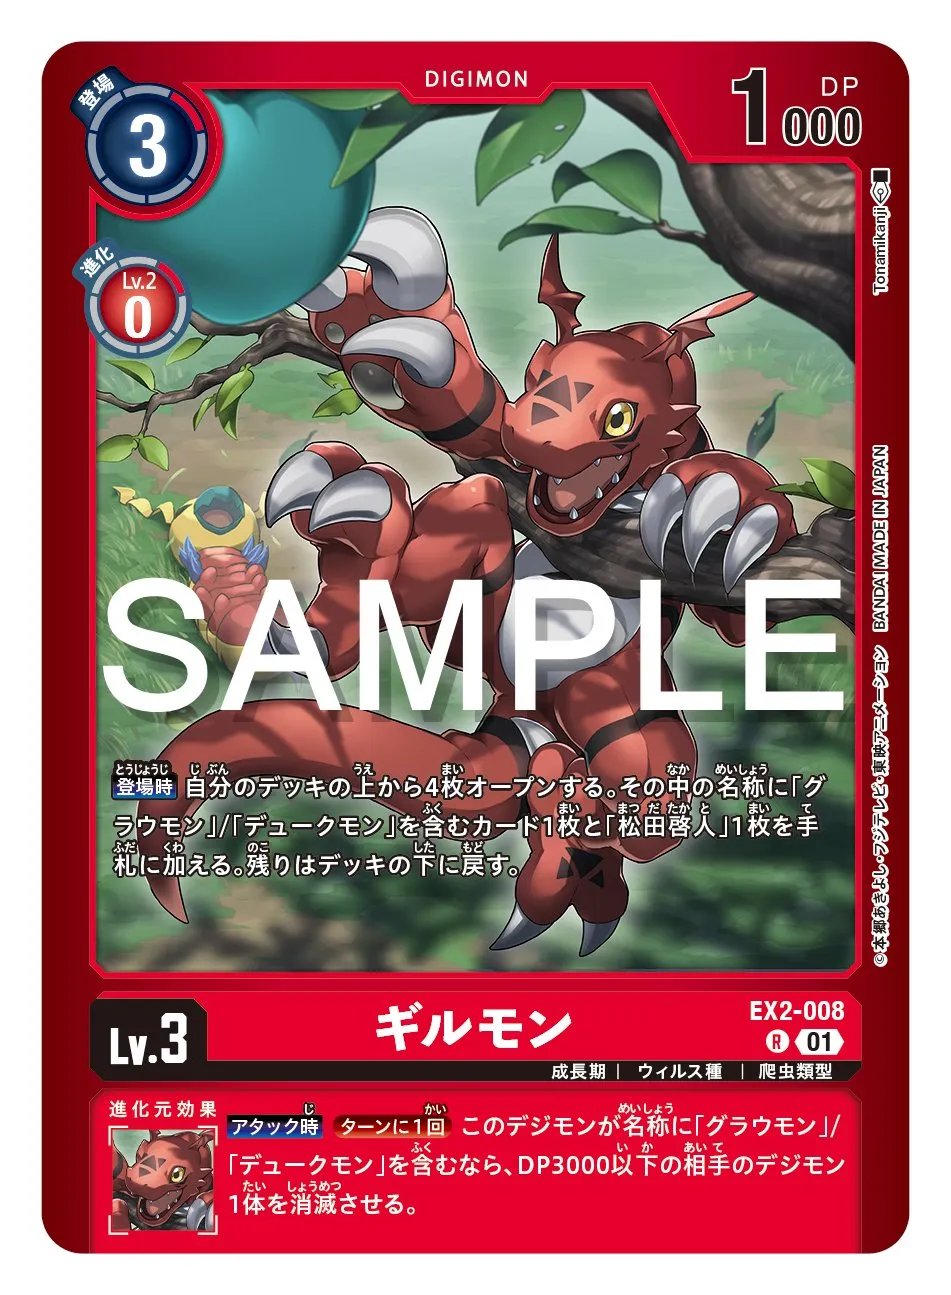 DIGIMON
登場
3
1000
DP
進化
Lv.2
0
Tonamikanji
SAMPLE
登場時 自分のデッキの上から4枚オープンする。その中の名称に「グ
ラウモン」/「デュークモン」を含むカード1枚と「松田啓人」1枚を手
札に加える。残りはデッキの下に戻す。
©本郷あきよし・フジテレビ・東映アニメーション BANDAI MADE IN JAPAN
Lv.3
ギルモン
EX2-008
R 01
成長期 | ウィルス種 | 爬虫類型
進化元効果
アタック時 ターンに1回 このデジモンが名称に「グラウモン」/
「デュークモン」を含むなら、DP3000以下の相手のデジモン
1体を消滅させる。